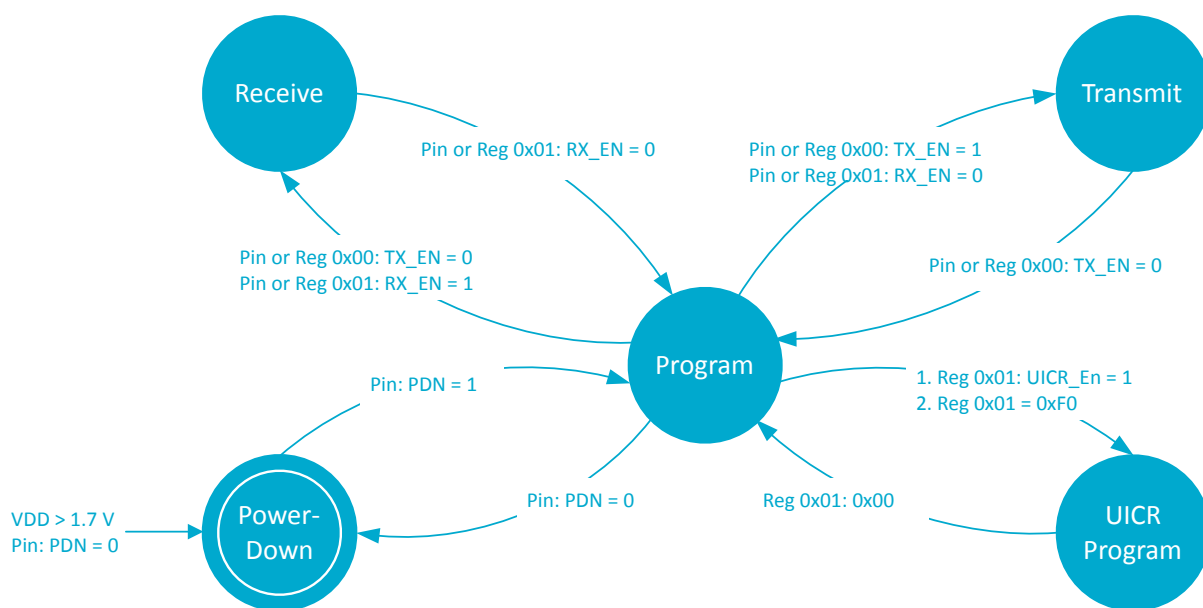 Receive
Transmit
Pin or Reg 0x01: RX_EN = 0
Pin or Reg 0x00: TX_EN = 1
Pin or Reg 0x01: RX_EN = 0
Pin or Reg 0x00: TX_EN = 0
Pin or Reg 0x01: RX_EN = 1
Pin or Reg 0x00: TX_EN = 0
Program
Pin: PDN = 1
1. Reg 0x01: UICR_En = 1
2. Reg 0x01 = 0xF0
Pin: PDN = 0
Reg 0x01: 0x00
VDD > 1.7 V
Pin: PDN = 0
Power-
Down
UICR
Program